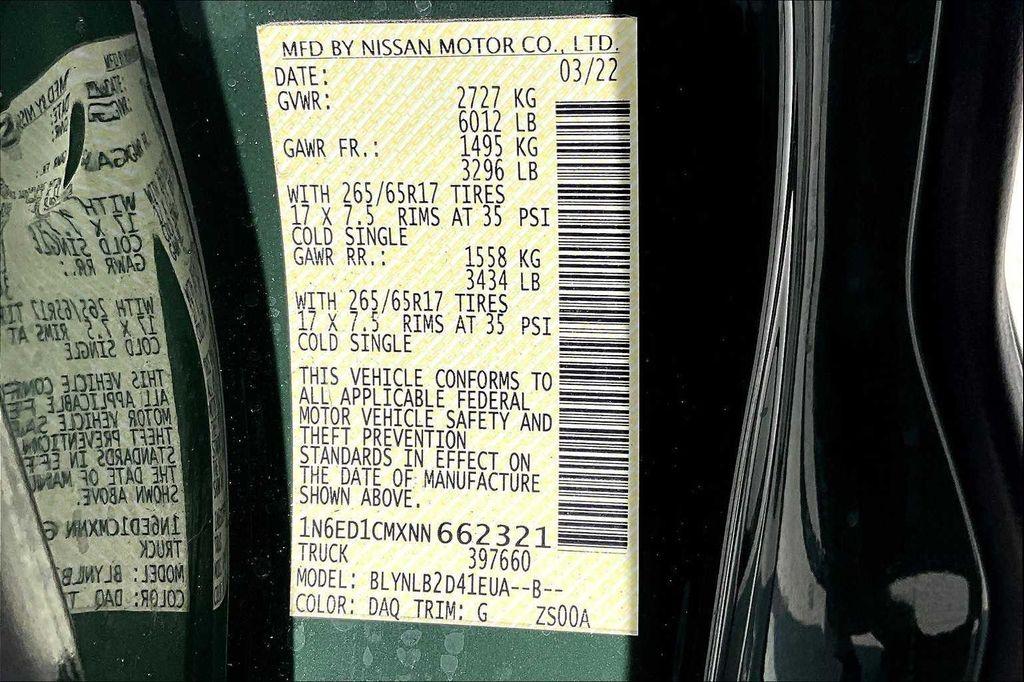 MFD BY NISSAN MOTOR CO., LTD.
DATE: 03/22
GVWR: 2727 KG
6012 LB
GAWR FR.: 1495 KG
3296 LB
WITH 265/65R17 TIRES
17 X 7.5 RIMS AT 35 PSI
COLD SINGLE
GAWR RR.: 1558 KG
3434 LB
WITH 265/65R17 TIRES
17 X 7.5 RIMS AT 35 PSI
COLD SINGLE
THIS VEHICLE CONFORMS TO
ALL APPLICABLE FEDERAL
MOTOR VEHICLE SAFETY AND
THEFT PREVENTION
STANDARDS IN EFFECT ON
THE DATE OF MANUFACTURE
SHOWN ABOVE.
1N6ED1CMXNN662321
TRUCK 397660
MODEL: BLYNLB2D41EUA--B--
COLOR: DAQ TRIM: G ZS00A